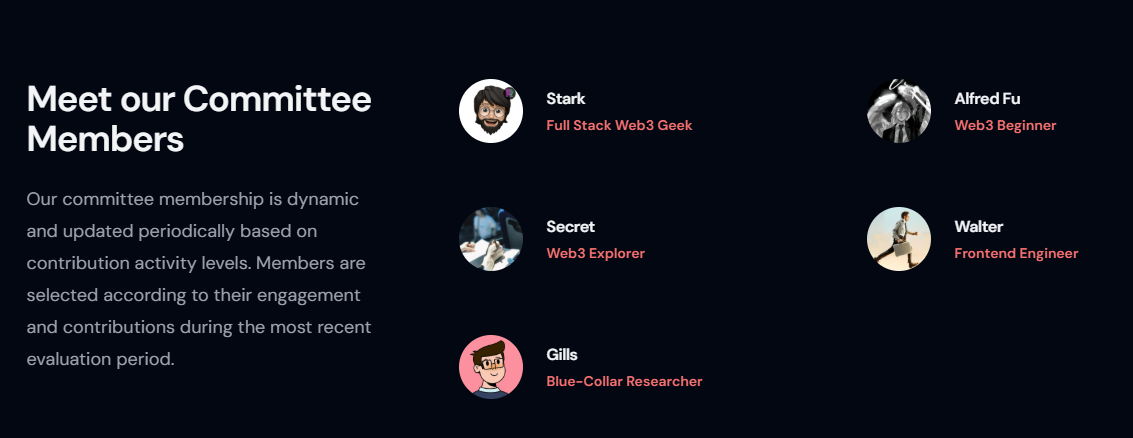 Meet our Committee
Members
Our committee membership is dynamic
and updated periodically based on
contribution activity levels. Members are
selected according to their engagement
and contributions during the most recent
evaluation period.
Stark
Full Stack Web3 Geek
Alfred Fu
Web3 Beginner
Secret
Web3 Explorer
Walter
Frontend Engineer
Gills
Blue-Collar Researcher